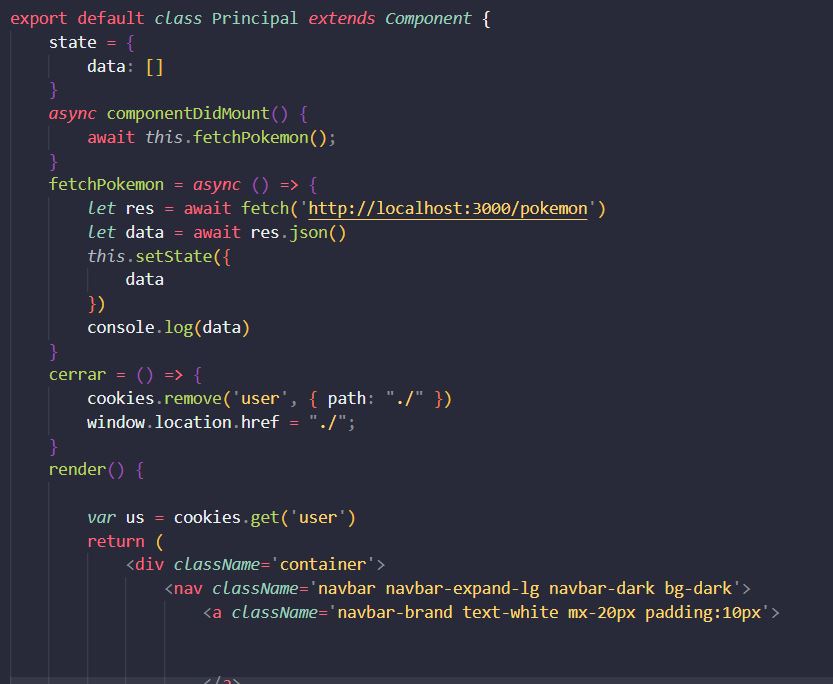 export default class Principal extends Component {
    state = {
        data: []
    }
    async componentDidMount() {
        await this.fetchPokemon();
    }
    fetchPokemon = async () => {
        let res = await fetch('http://localhost:3000/pokemon')
        let data = await res.json()
        this.setState({
            data
        })
        console.log(data)
    }
    cerrar = () => {
        cookies.remove('user', { path: "./" })
        window.location.href = "./";
    }
    render() {
        var us = cookies.get('user')
        return (
            <div className='container'>
                <nav className='navbar navbar-expand-lg navbar-dark bg-dark'>
                    <a className='navbar-brand text-white mx-20px padding:10px'>
                    </a>